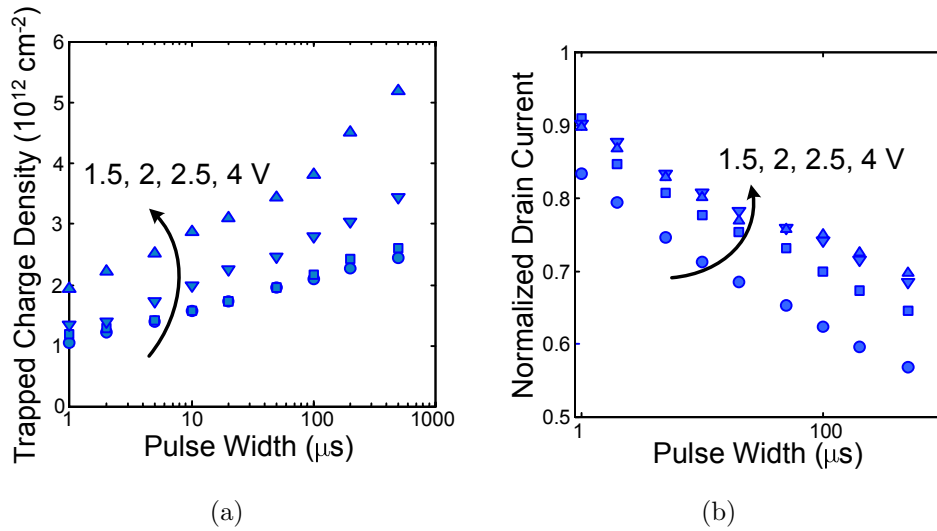 Trapped Charge Density (10¹² cm⁻²)
6
5
4
3
2
1
0
1.5, 2, 2.5, 4 V
1 10 100 1000
Pulse Width (μs)
(a)
Normalized Drain Current
1
0.9
0.8
0.7
0.6
0.5
1.5, 2, 2.5, 4 V
1 100
Pulse Width (μs)
(b)